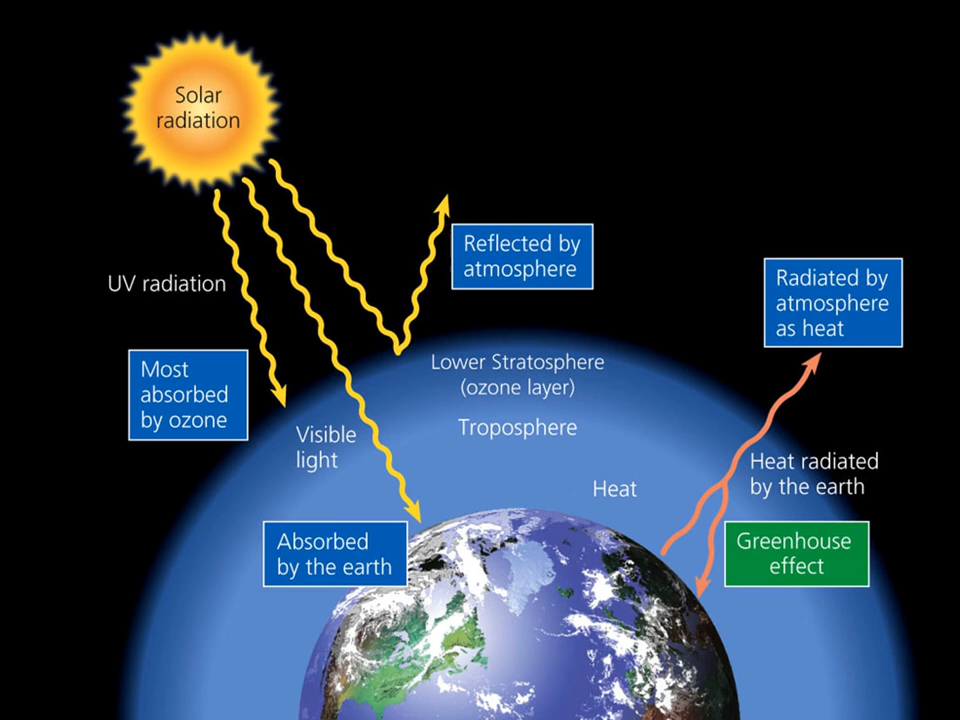 Solar
radiation
UV radiation
Reflected by
atmosphere
Radiated by
atmosphere
as heat
Most
absorbed
by ozone
Lower Stratosphere
(ozone layer)
Troposphere
Visible
light
Heat
Heat radiated
by the earth
Absorbed
by the earth
Greenhouse
effect